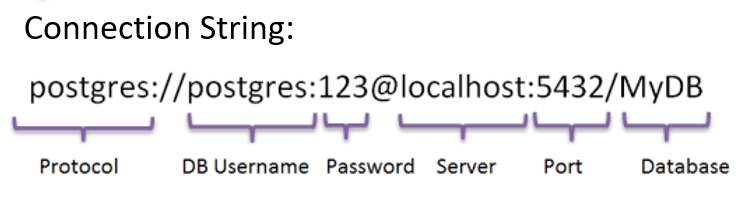 Connection String:
postgres://postgres:123@localhost:5432/MyDB
Protocol DB Username Password Server Port Database